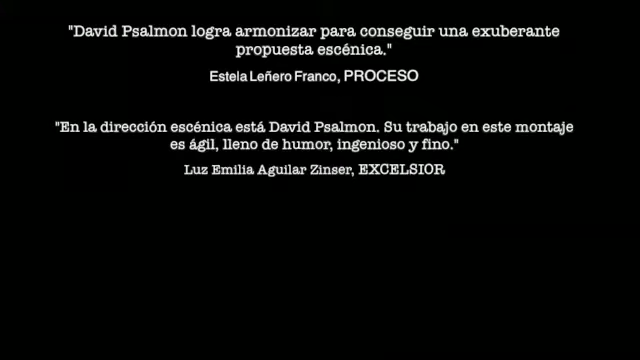 "David Psalmon logra armonizar para conseguir una exuberante
propuesta escénica."
Estela Leñero Franco, PROCESO
"En la dirección escénica está David Psalmon. Su trabajo en este montaje
es ágil, lleno de humor, ingenioso y fino."
Luz Emilia Aguilar Zinser, EXCELSIOR